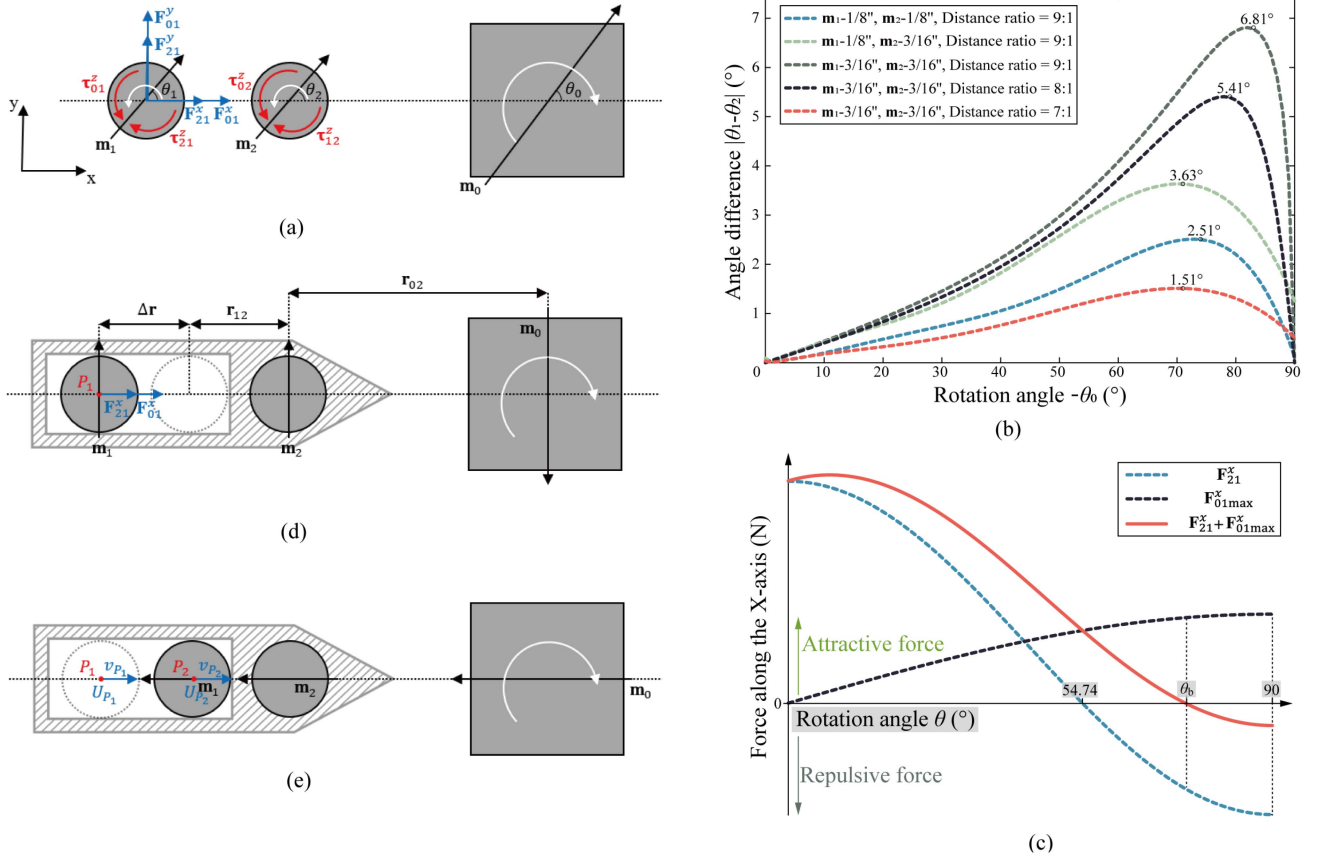 F₀₁ʸ
F₂₁ʸ
τ₀₁ᶻ
θ₁
F₂₁ˣ
F₀₁ˣ
τ₂₁ᶻ
m₁
τ₀₂ᶻ
θ₂
τ₁₂ᶻ
m₂
θ₀
m₀
y
x
(a)
Angle difference |θ₁-θ₂| (°)
7
6
5
4
3
2
1
0
10
20
30
40
50
60
70
80
90
m₁-1/8", m₂-1/8", Distance ratio = 9:1
m₁-1/8", m₂-3/16", Distance ratio = 9:1
m₁-3/16", m₂-3/16", Distance ratio = 9:1
m₁-3/16", m₂-3/16", Distance ratio = 8:1
m₁-3/16", m₂-3/16", Distance ratio = 7:1
6.81°
5.41°
3.63°
2.51°
1.51°
Rotation angle -θ₀ (°)
(b)
Δr
r₁₂
r₀₂
P₁
F₂₁ˣ
F₀₁ˣ
m₁
m₂
m₀
(d)
Force along the X-axis (N)
F₂₁ˣ
F₀₁ₘₐₓˣ
F₂₁ˣ+F₀₁ₘₐₓˣ
Attractive force
54.74
θ_b
90
0
Rotation angle θ (°)
Repulsive force
(c)
P₁
v_P₁
U_P₁
P₂
v_P₂
U_P₂
m₁
m₂
m₀
(e)